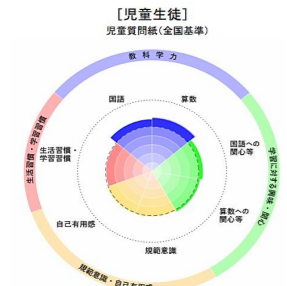 [児童生徒]
児童質問紙(全国基準)
教科学力
国語
算数
生活習慣・学習習慣
生活習慣・
学習習慣
国語への
関心等
学習に対する興味・関心
自己有用感
算数への
関心等
規範意識
規範意識・自己有用感